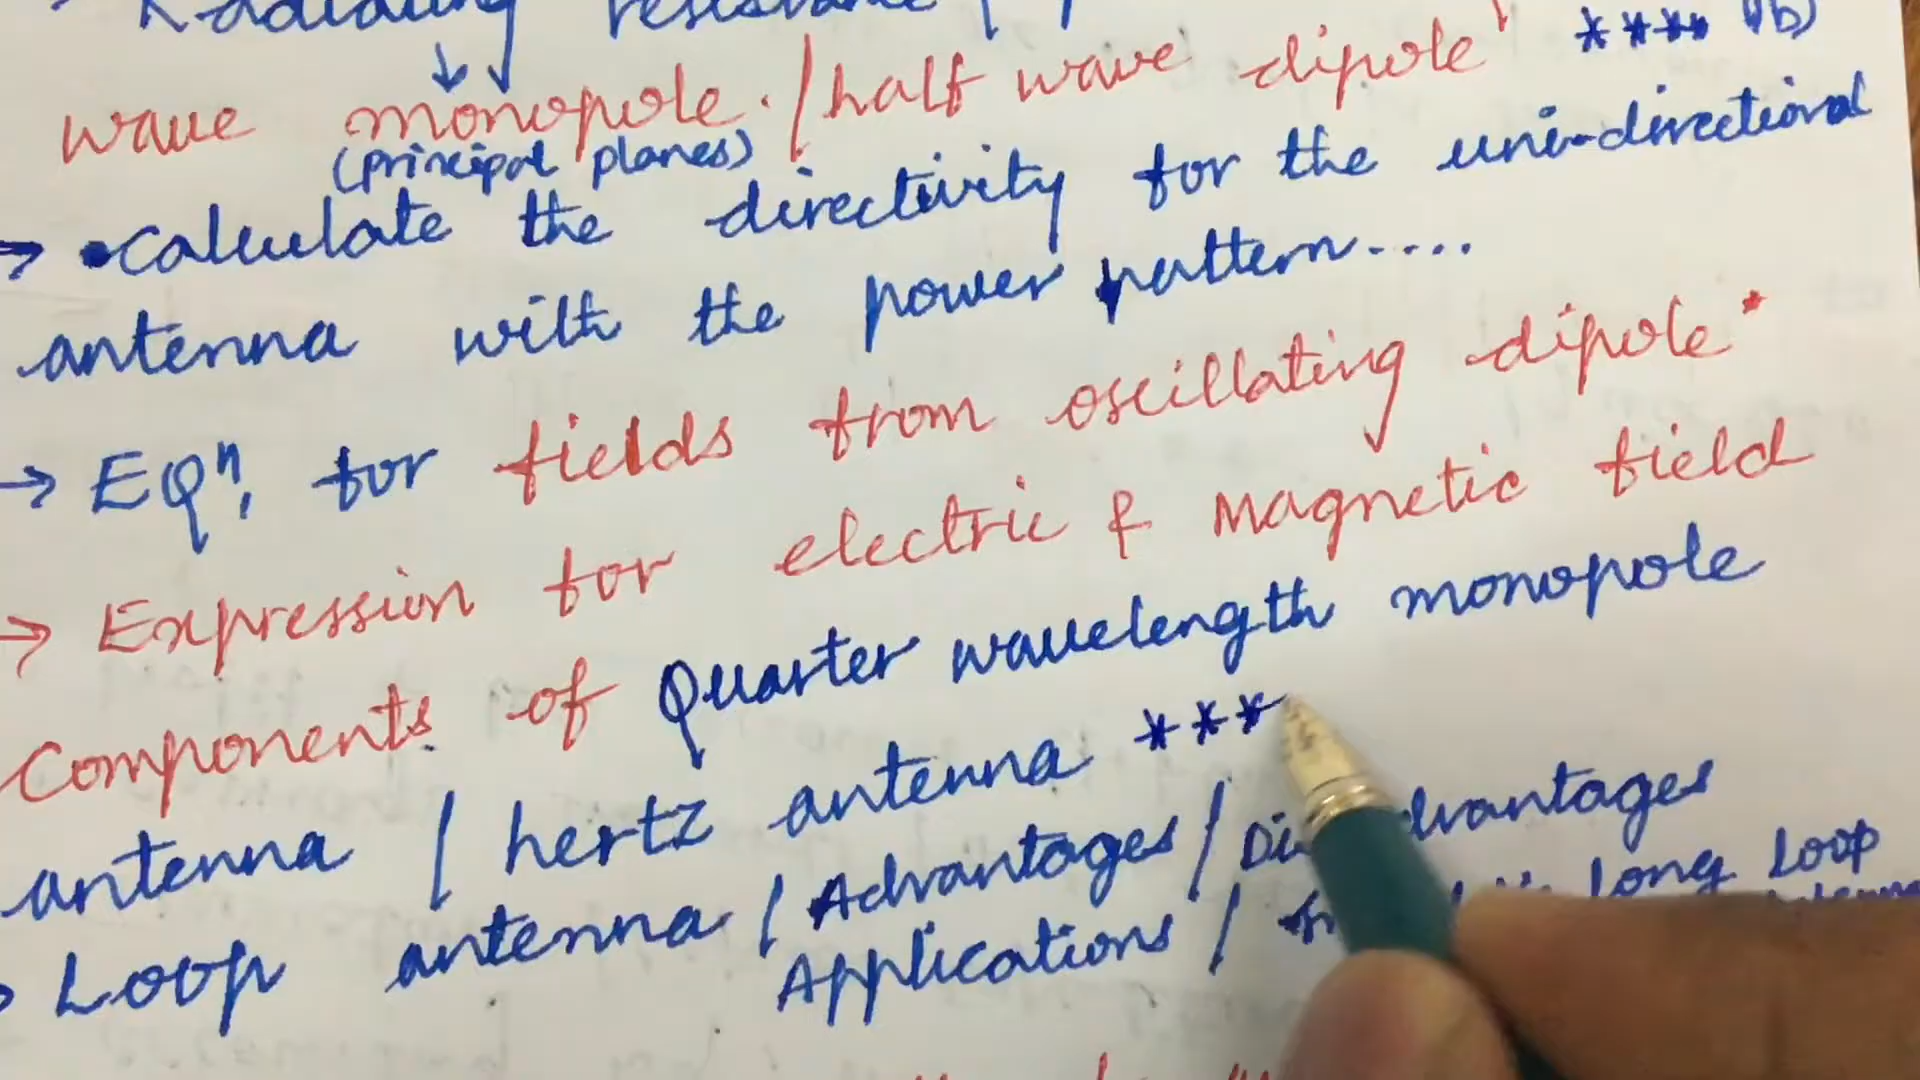 Radiating resistance
wave monopole. / half wave dipole **** (b)
(principal planes)
→ •Calculate the directivity for the uni-directional
antenna with the power pattern....
→ EQn, for fields from oscillating dipole*
→ Expression for electric & Magnetic field
Components of Quarter wavelength monopole
antenna / hertz antenna ***
Loop antenna / Advantages /
Applications / long Loop